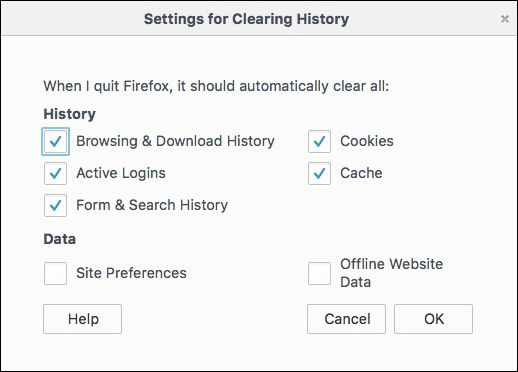 Settings for Clearing History
When I quit Firefox, it should automatically clear all:
History
Browsing & Download History
Cookies
Active Logins
Cache
Form & Search History
Data
Site Preferences
Offline Website
Data
Help
Cancel
OK